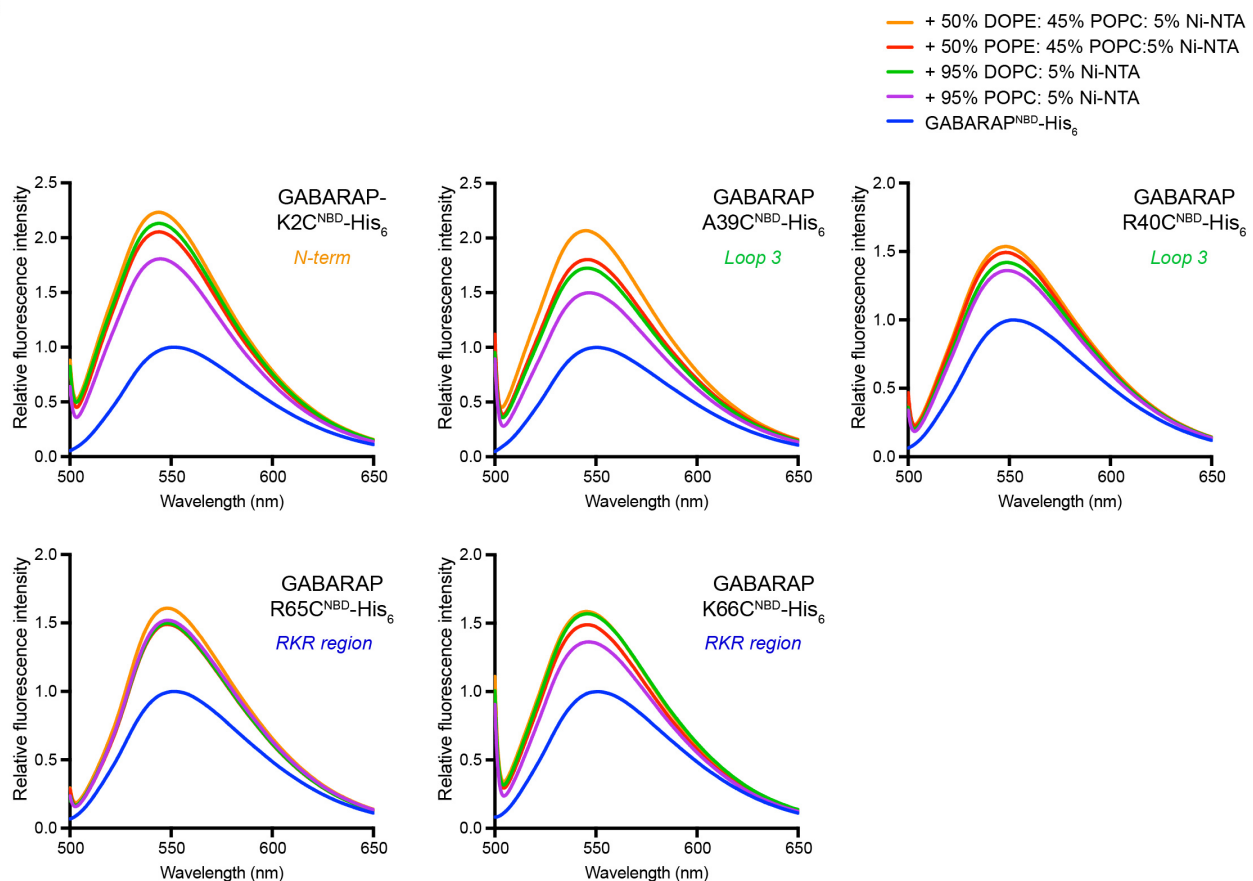 + 50% DOPE: 45% POPC: 5% Ni-NTA
+ 50% POPE: 45% POPC:5% Ni-NTA
+ 95% DOPC: 5% Ni-NTA
+ 95% POPC: 5% Ni-NTA
GABARAPᴺᴮᴰ-His₆
Relative fluorescence intensity
2.5
2.0
1.5
1.0
0.5
0.0
500
550
600
650
Wavelength (nm)
GABARAP-
K2Cᴺᴮᴰ-His₆
N-term
Relative fluorescence intensity
2.5
2.0
1.5
1.0
0.5
0.0
500
550
600
650
Wavelength (nm)
GABARAP
A39Cᴺᴮᴰ-His₆
Loop 3
Relative fluorescence intensity
2.0
1.5
1.0
0.5
0.0
500
550
600
650
Wavelength (nm)
GABARAP
R40Cᴺᴮᴰ-His₆
Loop 3
Relative fluorescence intensity
2.0
1.5
1.0
0.5
0.0
500
550
600
650
Wavelength (nm)
GABARAP
R65Cᴺᴮᴰ-His₆
RKR region
Relative fluorescence intensity
2.0
1.5
1.0
0.5
0.0
500
550
600
650
Wavelength (nm)
GABARAP
K66Cᴺᴮᴰ-His₆
RKR region